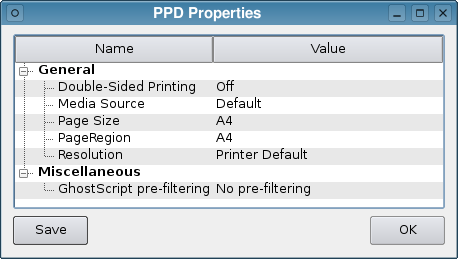 PPD Properties
Name Value
General
Double-Sided Printing Off
Media Source Default
Page Size A4
PageRegion A4
Resolution Printer Default
Miscellaneous
GhostScript pre-filtering No pre-filtering
Save OK